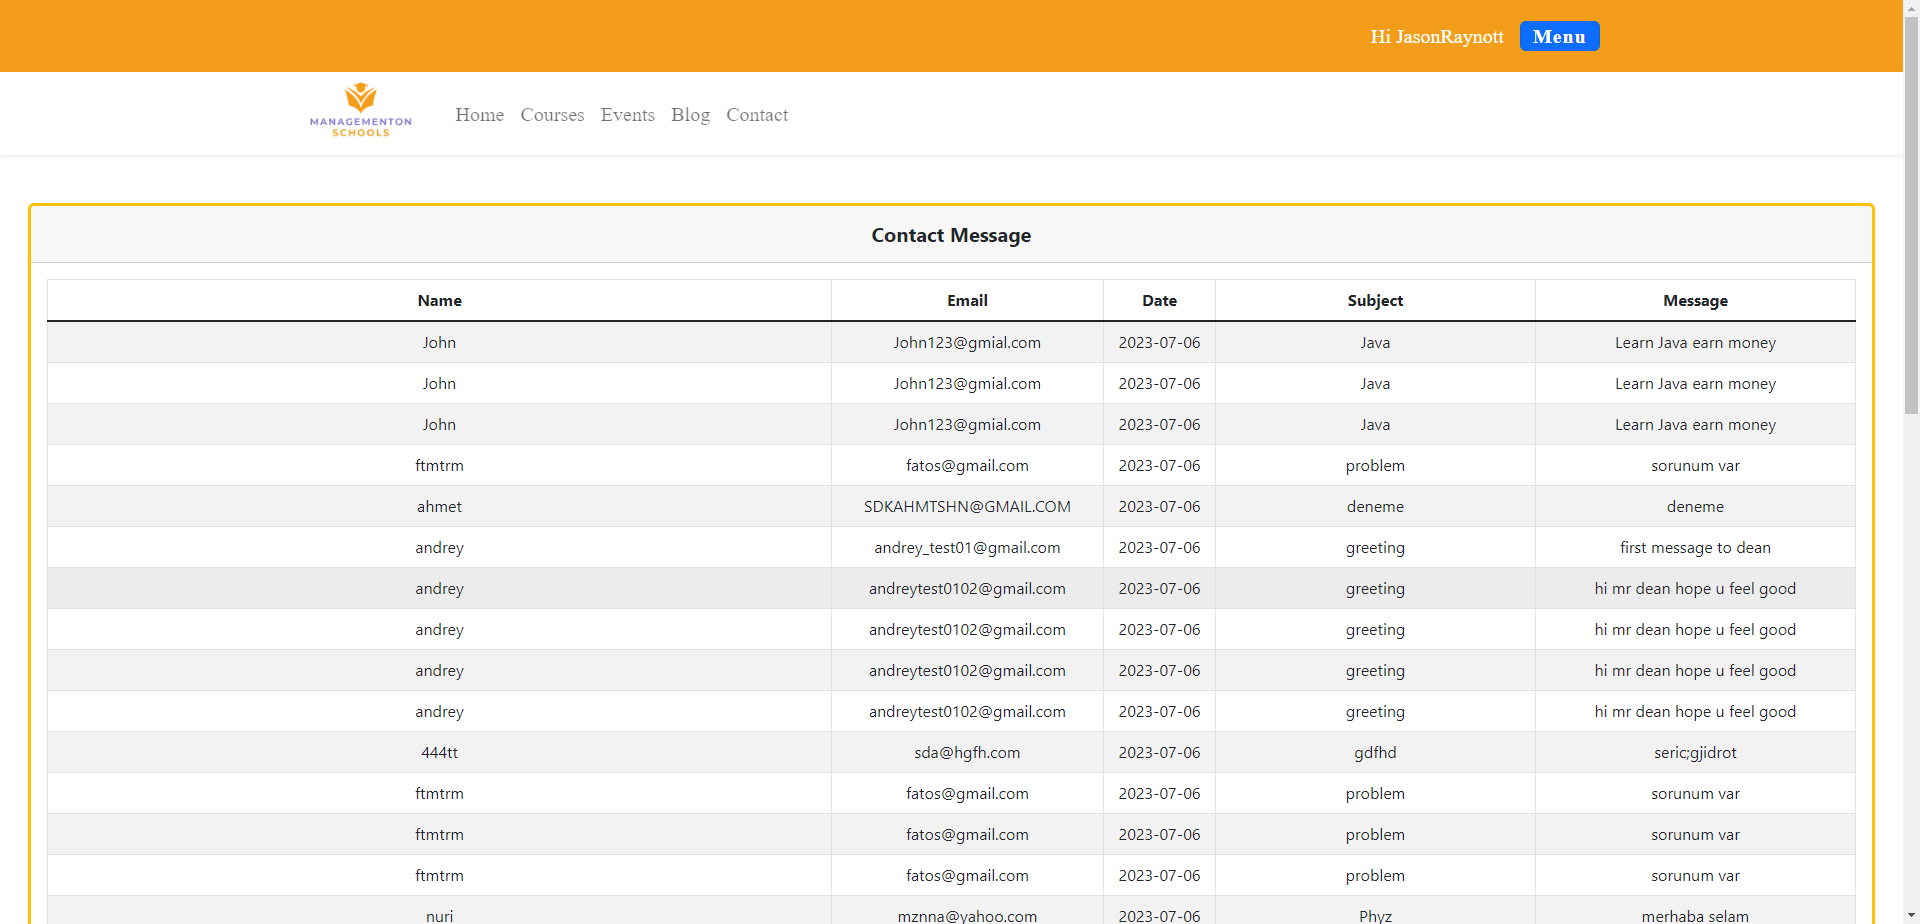 Hi JasonRaynott Menu
MANAGEMENTON
SCHOOLS
Home Courses Events Blog Contact
Contact Message
Name Email Date Subject Message
John John123@gmial.com 2023-07-06 Java Learn Java earn money
John John123@gmial.com 2023-07-06 Java Learn Java earn money
John John123@gmial.com 2023-07-06 Java Learn Java earn money
ftmtrm fatos@gmail.com 2023-07-06 problem sorunum var
ahmet SDKAHMTSHN@GMAIL.COM 2023-07-06 deneme deneme
andrey andrey_test01@gmail.com 2023-07-06 greeting first message to dean
andrey andreytest0102@gmail.com 2023-07-06 greeting hi mr dean hope u feel good
andrey andreytest0102@gmail.com 2023-07-06 greeting hi mr dean hope u feel good
andrey andreytest0102@gmail.com 2023-07-06 greeting hi mr dean hope u feel good
andrey andreytest0102@gmail.com 2023-07-06 greeting hi mr dean hope u feel good
444tt sda@hgfh.com 2023-07-06 gdfhd seric;gjidrot
ftmtrm fatos@gmail.com 2023-07-06 problem sorunum var
ftmtrm fatos@gmail.com 2023-07-06 problem sorunum var
ftmtrm fatos@gmail.com 2023-07-06 problem sorunum var
nuri mznna@yahoo.com 2023-07-06 Phyz merhaba selam